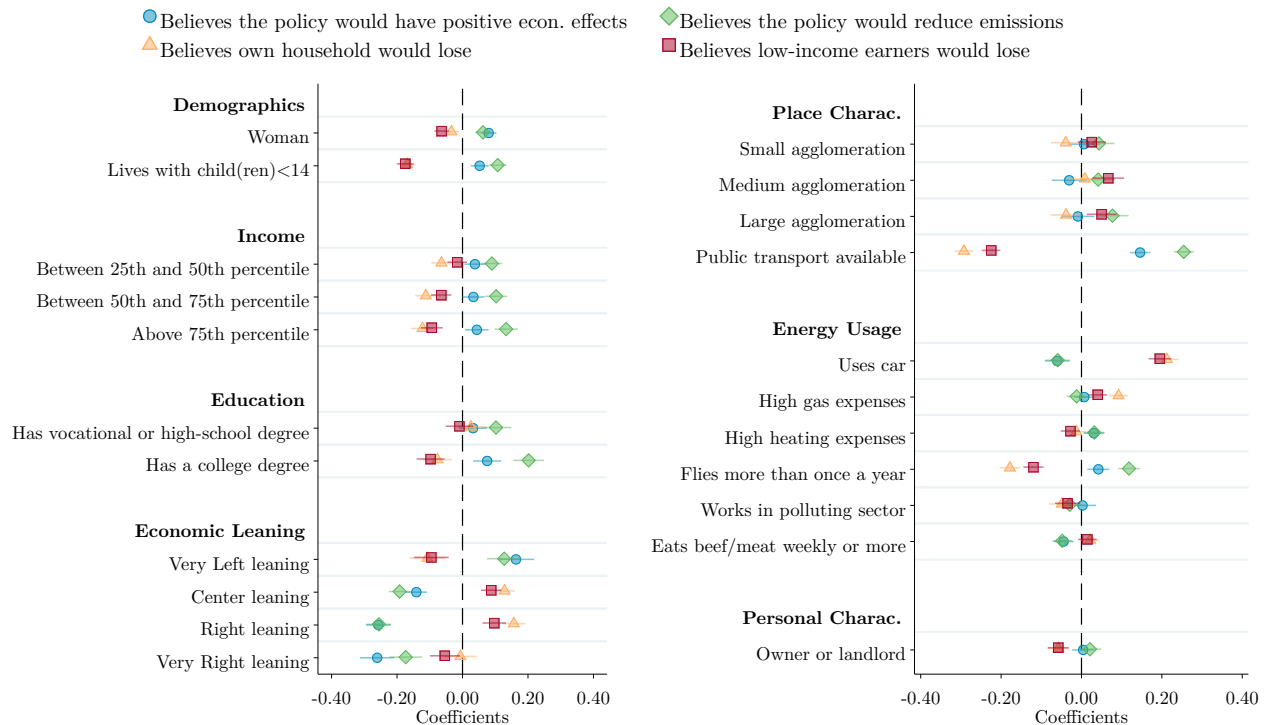 Believes the policy would have positive econ. effects
Believes the policy would reduce emissions
Believes own household would lose
Believes low-income earners would lose
Demographics
Woman
Lives with child(ren)<14
Income
Between 25th and 50th percentile
Between 50th and 75th percentile
Above 75th percentile
Education
Has vocational or high-school degree
Has a college degree
Economic Leaning
Very Left leaning
Center leaning
Right leaning
Very Right leaning
-0.40 -0.20 0.00 0.20 0.40
Coefficients
Place Charac.
Small agglomeration
Medium agglomeration
Large agglomeration
Public transport available
Energy Usage
Uses car
High gas expenses
High heating expenses
Flies more than once a year
Works in polluting sector
Eats beef/meat weekly or more
Personal Charac.
Owner or landlord
-0.40 -0.20 0.00 0.20 0.40
Coefficients